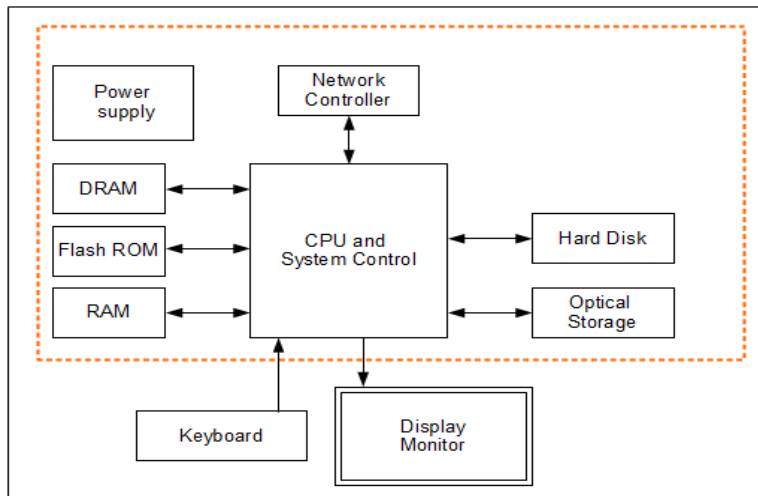 Power
supply
Network
Controller
DRAM
Flash ROM
RAM
CPU and
System Control
Hard Disk
Optical
Storage
Keyboard
Display
Monitor